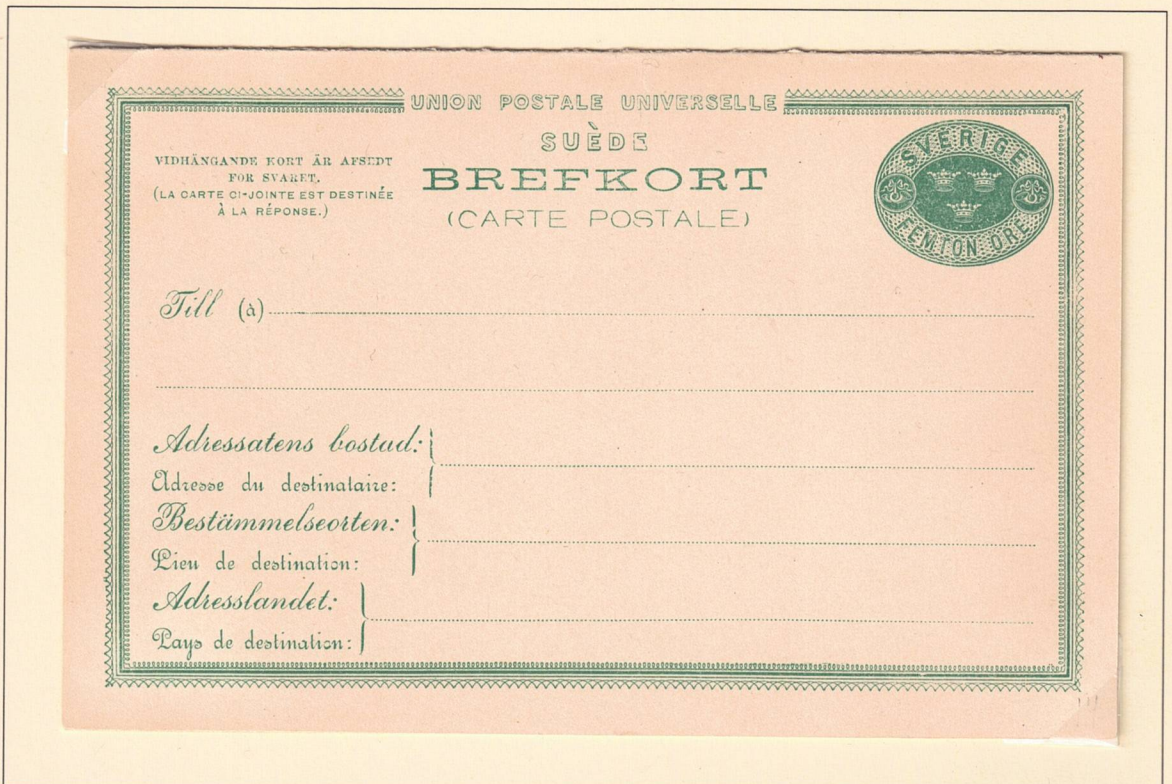 UNION POSTALE UNIVERSELLE
SUÈDE
BREFKORT
(CARTE POSTALE)
VIDHÄNGANDE KORT ÄR AFSEDT
FOR SVARET.
(LA CARTE CI-JOINTE EST DESTINÉE
À LA RÉPONSE.)
SVERIGE
FEMTON ÖRE
Till (à)
Adressatens bostad:
Adresse du destinataire:
Bestämmelseorten:
Lieu de destination:
Adresslandet:
Pays de destination: